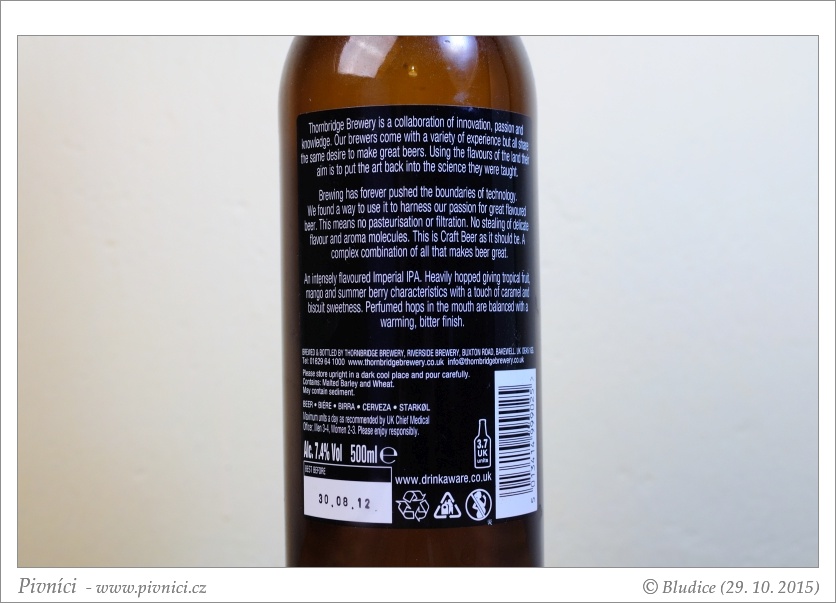 Thornbridge Brewery is a collaboration of innovation, passion and
knowledge. Our brewers come with a variety of experience but all share
the same desire to make great beers. Using the flavours of the land their
aim is to put the art back into the science they were taught.
Brewing has forever pushed the boundaries of technology.
We found a way to use it to harness our passion for great flavoured
beer. This means no pasteurisation or filtration. No stealing of delicate
flavour and aroma molecules. This is Craft Beer as it should be. A
complex combination of all that makes beer great.
An intensely flavoured Imperial IPA. Heavily hopped giving tropical fruit,
mango and summer berry characteristics with a touch of caramel and
biscuit sweetness. Perfumed hops in the mouth are balanced with a
warming, bitter finish.
BREWED & BOTTLED BY THORNBRIDGE BREWERY, RIVERSIDE BREWERY, BUXTON ROAD, BAKEWELL, UK
Tel: 01629 64 1000 www.thornbridgebrewery.co.uk info@thornbridgebrewery.co.uk
Please store upright in a dark cool place and pour carefully.
Contains: Malted Barley and Wheat.
May contain sediment.
BEER • BIÈRE • BIRRA • CERVEZA • STARKØL
Maximum units a day as recommended by UK Chief Medical
Officer: Men 3-4, Women 2-3. Please enjoy responsibly.
Alc. 7.4% Vol 500ml e
3.7
UK
units
BEST BEFORE
30.08.12.
www.drinkaware.co.uk
Pivníci - www.pivnici.cz
© Bludice (29. 10. 2015)